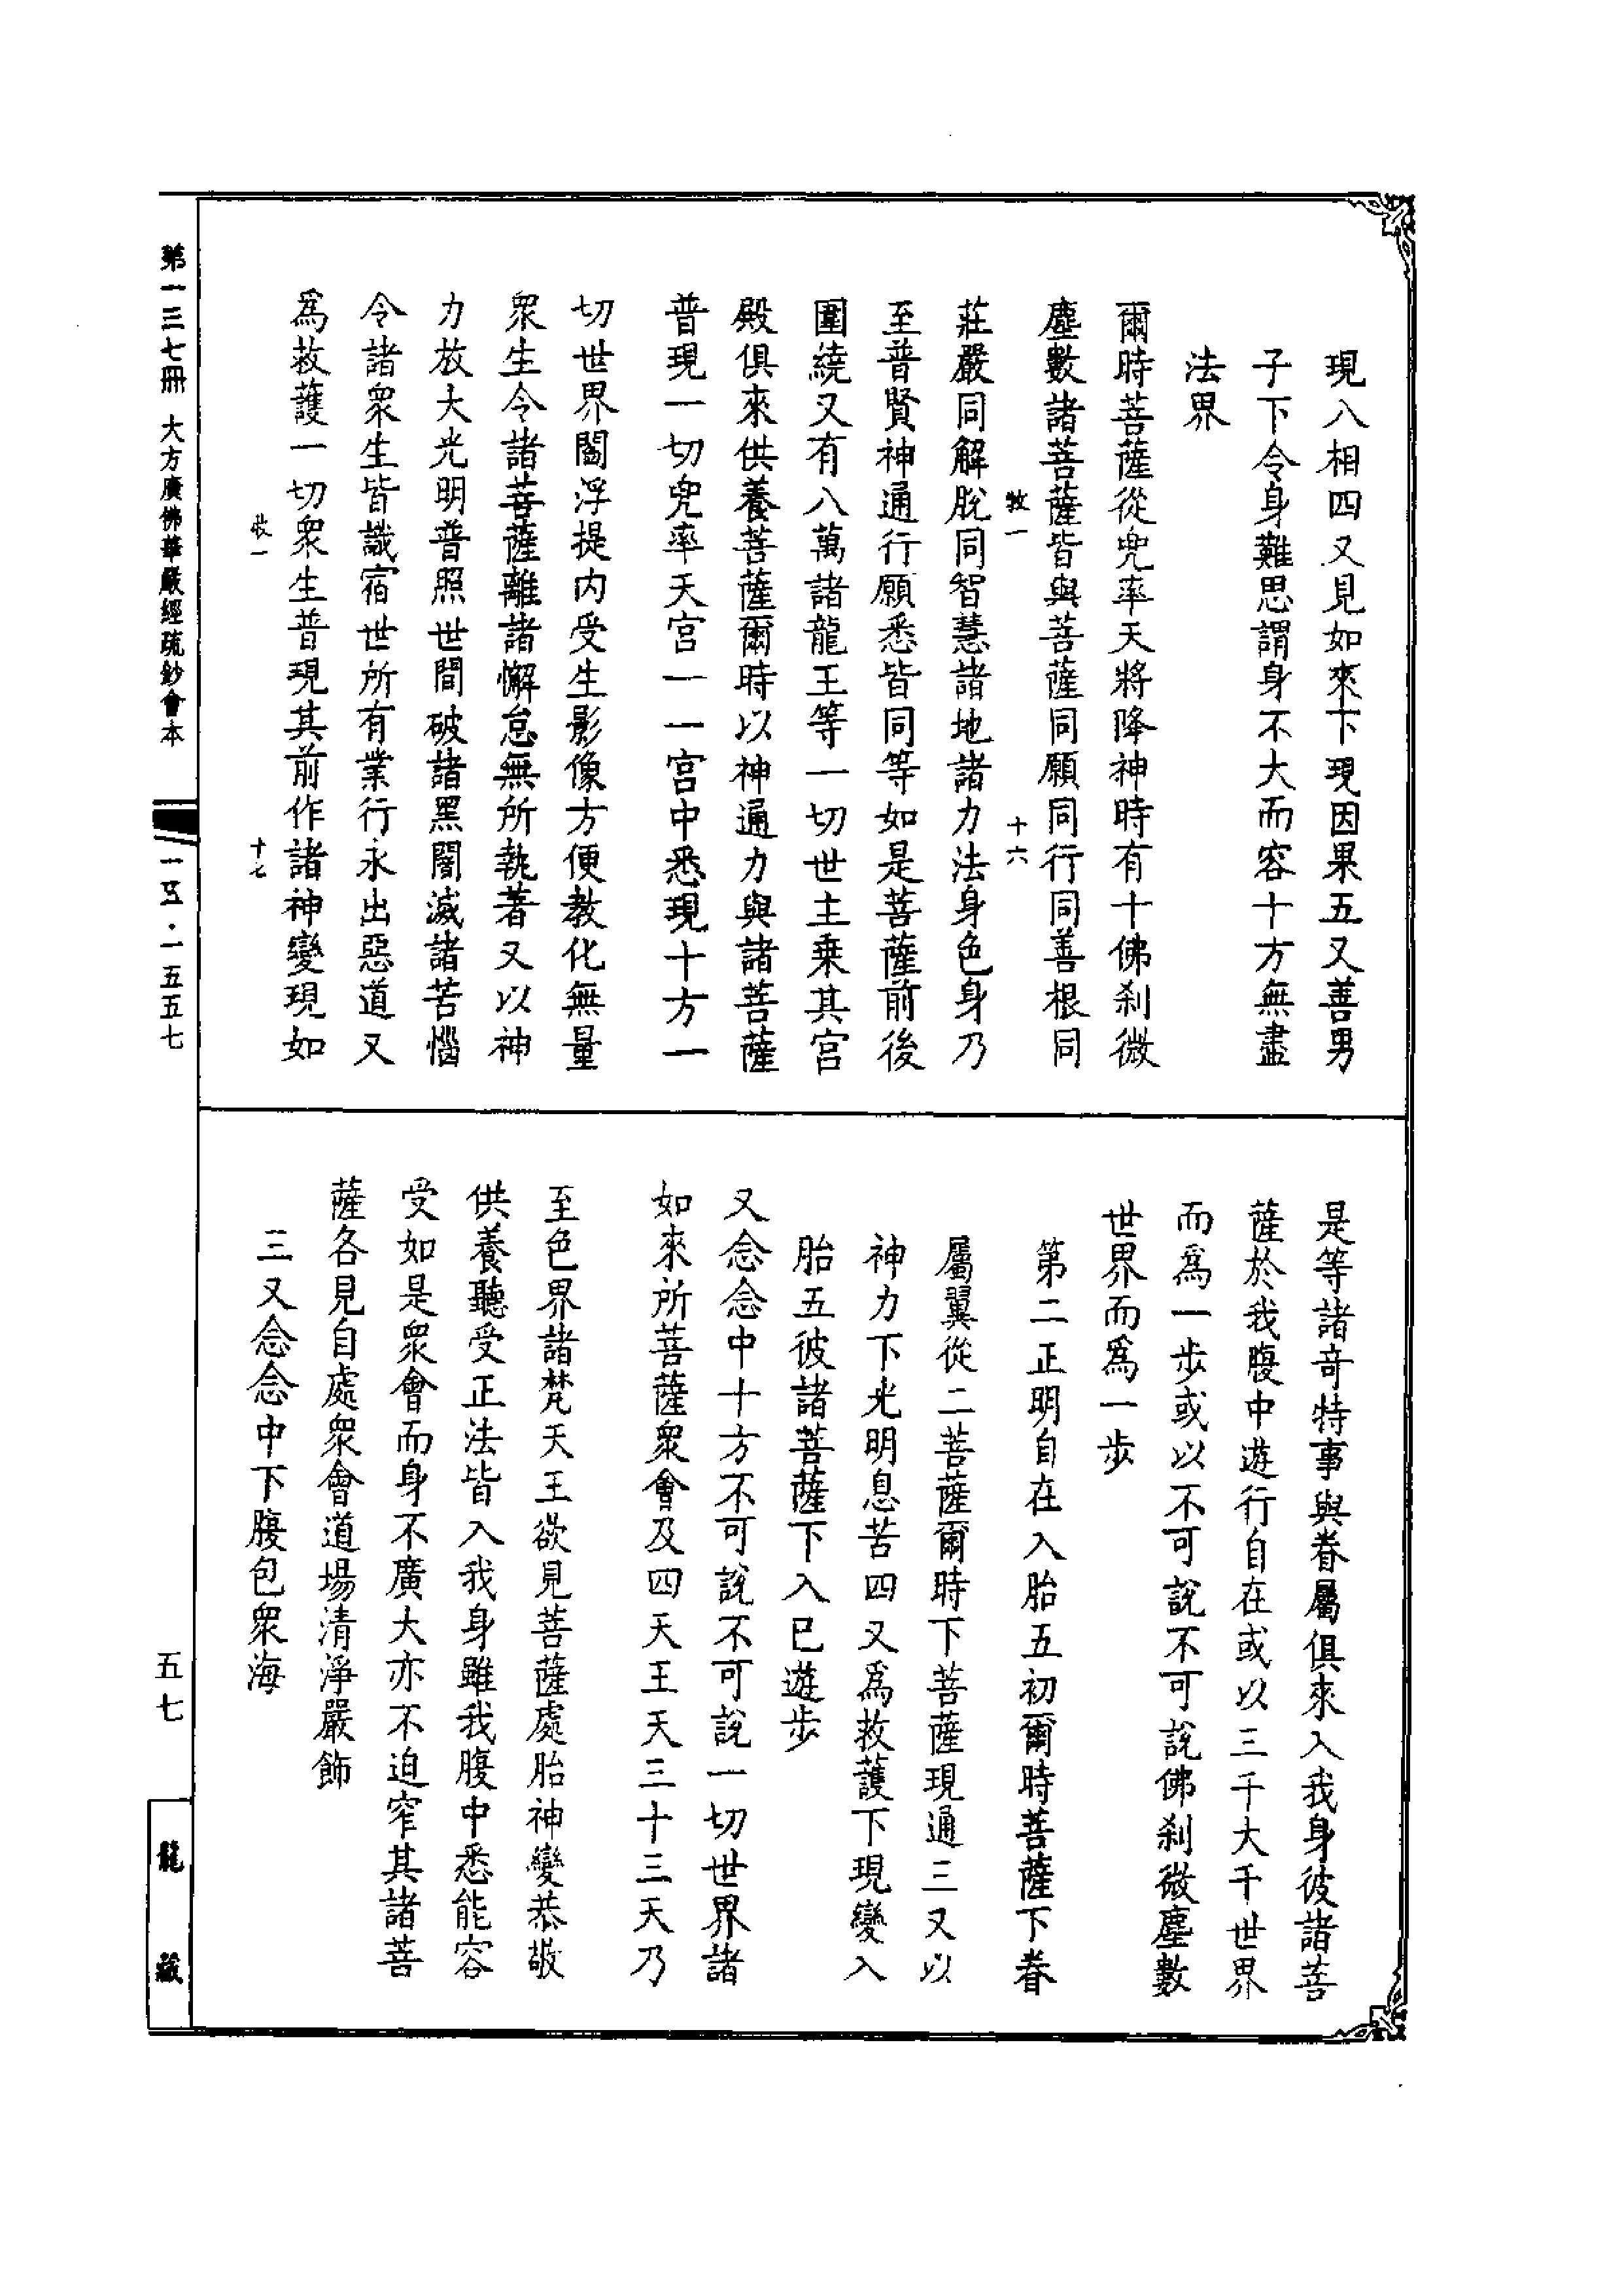 現八相四又見如來下現因果五又善男
子下令身難思謂身不大而容十方無盡
法界
爾時菩薩從兜率天將降神時有十佛剎微
塵數諸菩薩皆與菩薩同願同行同善根同
牧一 十六
莊嚴同解脫同智慧諸地諸力法身色身乃
至普賢神通行願悉皆同等如是菩薩前後
圍繞又有八萬諸龍王等一切世主乗其宮
殿俱來供養菩薩爾時以神通力與諸菩薩
普現一切兜率天宮一一宮中悉現十方一
切世界閻浮提內受生影像方便教化無量
眾生令諸菩薩離諸懈怠無所執著又以神
力放大光明普照世間破諸黑闇滅諸苦惱
令諸眾生皆識宿世所有業行永出惡道又
為救護一切眾生普現其前作諸神變現如
牧一 十七
是等諸奇特事與眷屬俱來入我身彼諸菩
薩於我腹中遊行自在或以三千大千世界
而為一步或以不可說不可說佛剎微塵數
世界而為一步
第二正明自在入胎五初爾時菩薩下眷
屬翼從二菩薩爾時下菩薩現通三又以
神力下光明息苦四又為救護下現變入
胎五彼諸菩薩下入已遊步
又念念中十方不可說不可說一切世界諸
如來所菩薩眾會及四天王天三十三天乃
至色界諸梵天王欲見菩薩處胎神變恭敬
供養聽受正法皆入我身雖我腹中悉能容
受如是眾會而身不廣大亦不迫窄其諸菩
薩各見自處眾會道場清淨嚴飾
三又念念中下腹包眾海
第一三七冊 大方廣佛華嚴經疏鈔會本
一五五七
五七
龍藏